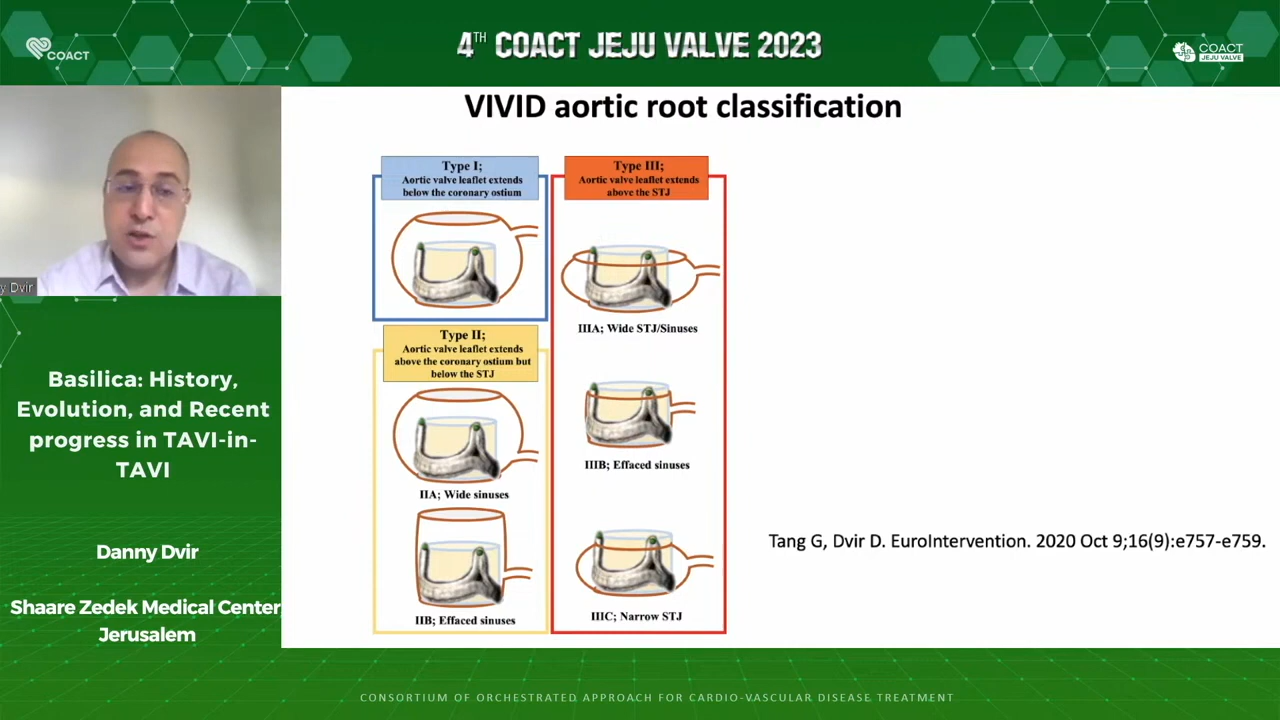 4TH COACT JEJU VALVE 2023
COACT
COACT
JEJU VALVE
y Dvir
Basilica: History,
Evolution, and Recent
progress in TAVI-in-
TAVI
Danny Dvir
Shaare Zedek Medical Center,
Jerusalem
VIVID aortic root classification
Type I;
Aortic valve leaflet extends
below the coronary ostium
Type II;
Aortic valve leaflet extends
above the coronary ostium but
below the STJ
IIA; Wide sinuses
IIB; Effaced sinuses
Type III;
Aortic valve leaflet extends
above the STJ
IIIA; Wide STJ/Sinuses
IIIB; Effaced sinuses
IIIC; Narrow STJ
Tang G, Dvir D. EuroIntervention. 2020 Oct 9;16(9):e757-e759.
CONSORTIUM OF ORCHESTRATED APPROACH FOR CARDIO-VASCULAR DISEASE TREATMENT